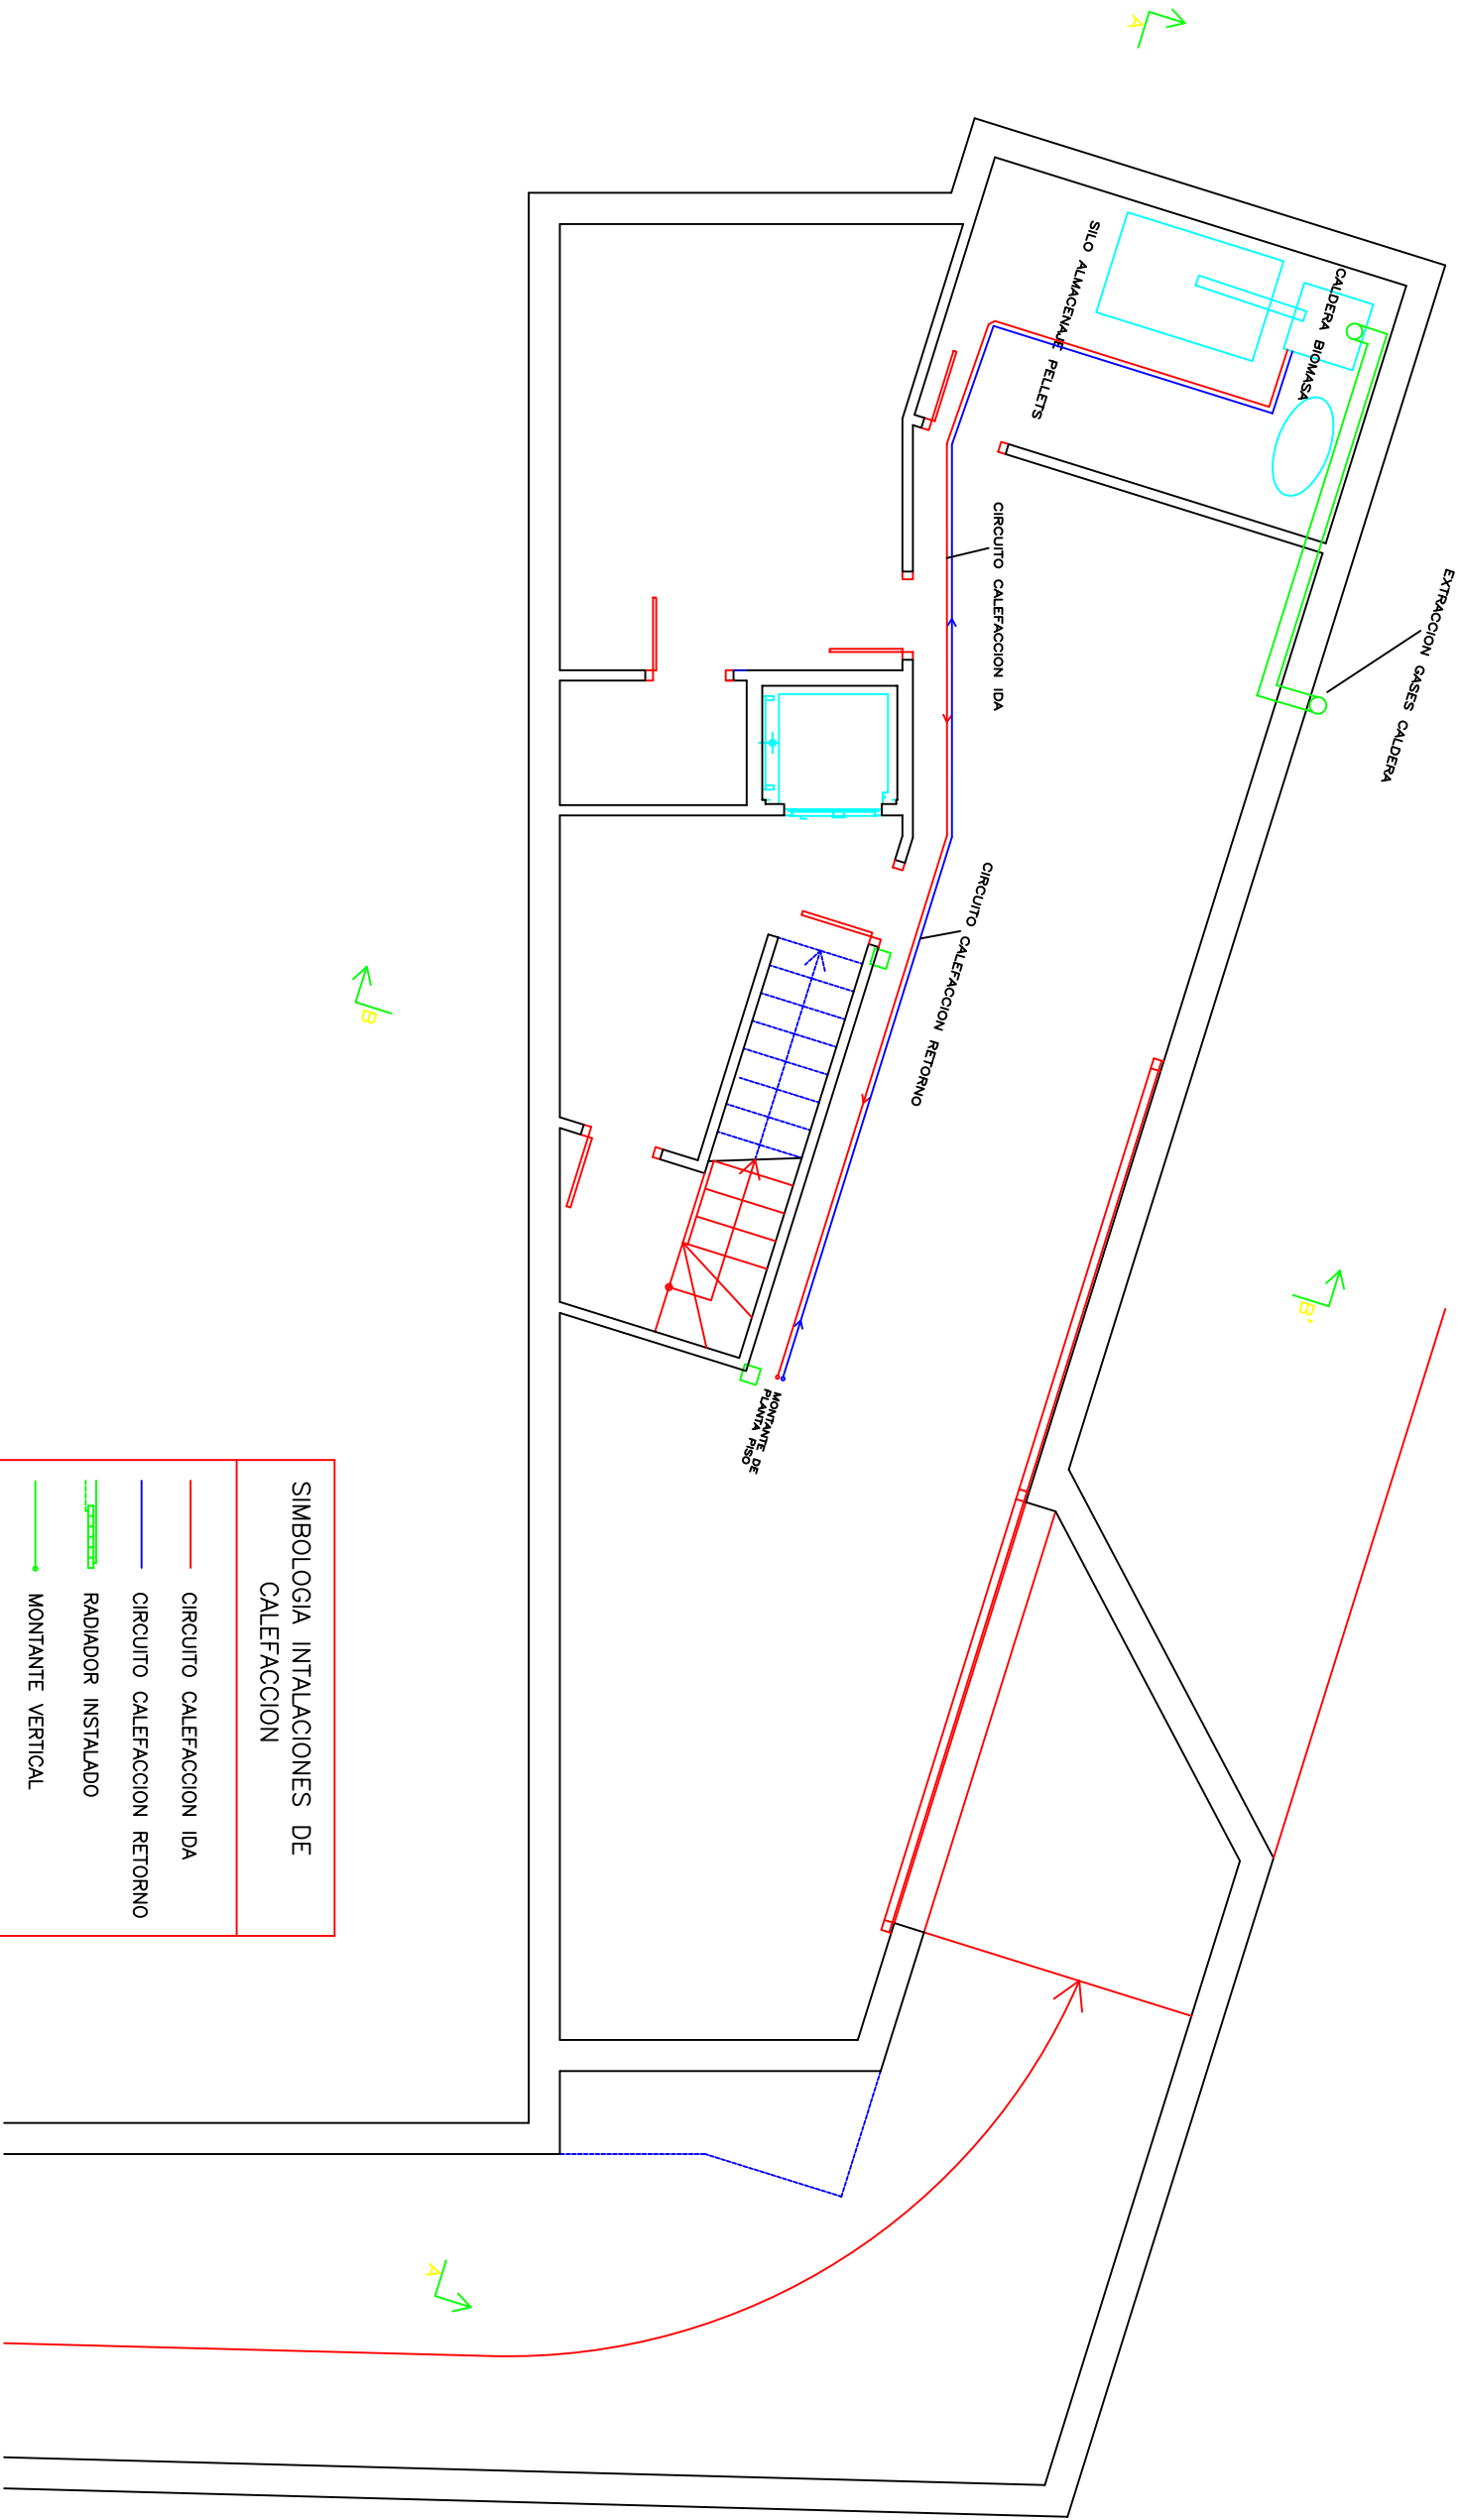 A
SILO ALMACENAJE PELLETS
CALDERA BIOMASA
EXTRACCION GASES CALDERA
CIRCUITO CALEFACCION IDA
CIRCUITO CALEFACCION RETORNO
B
B'
MONTANTE DE
PLANTA PISO
SIMBOLOGIA INTALACIONES DE
CALEFACCION
CIRCUITO CALEFACCION IDA
CIRCUITO CALEFACCION RETORNO
RADIADOR INSTALADO
MONTANTE VERTICAL
A